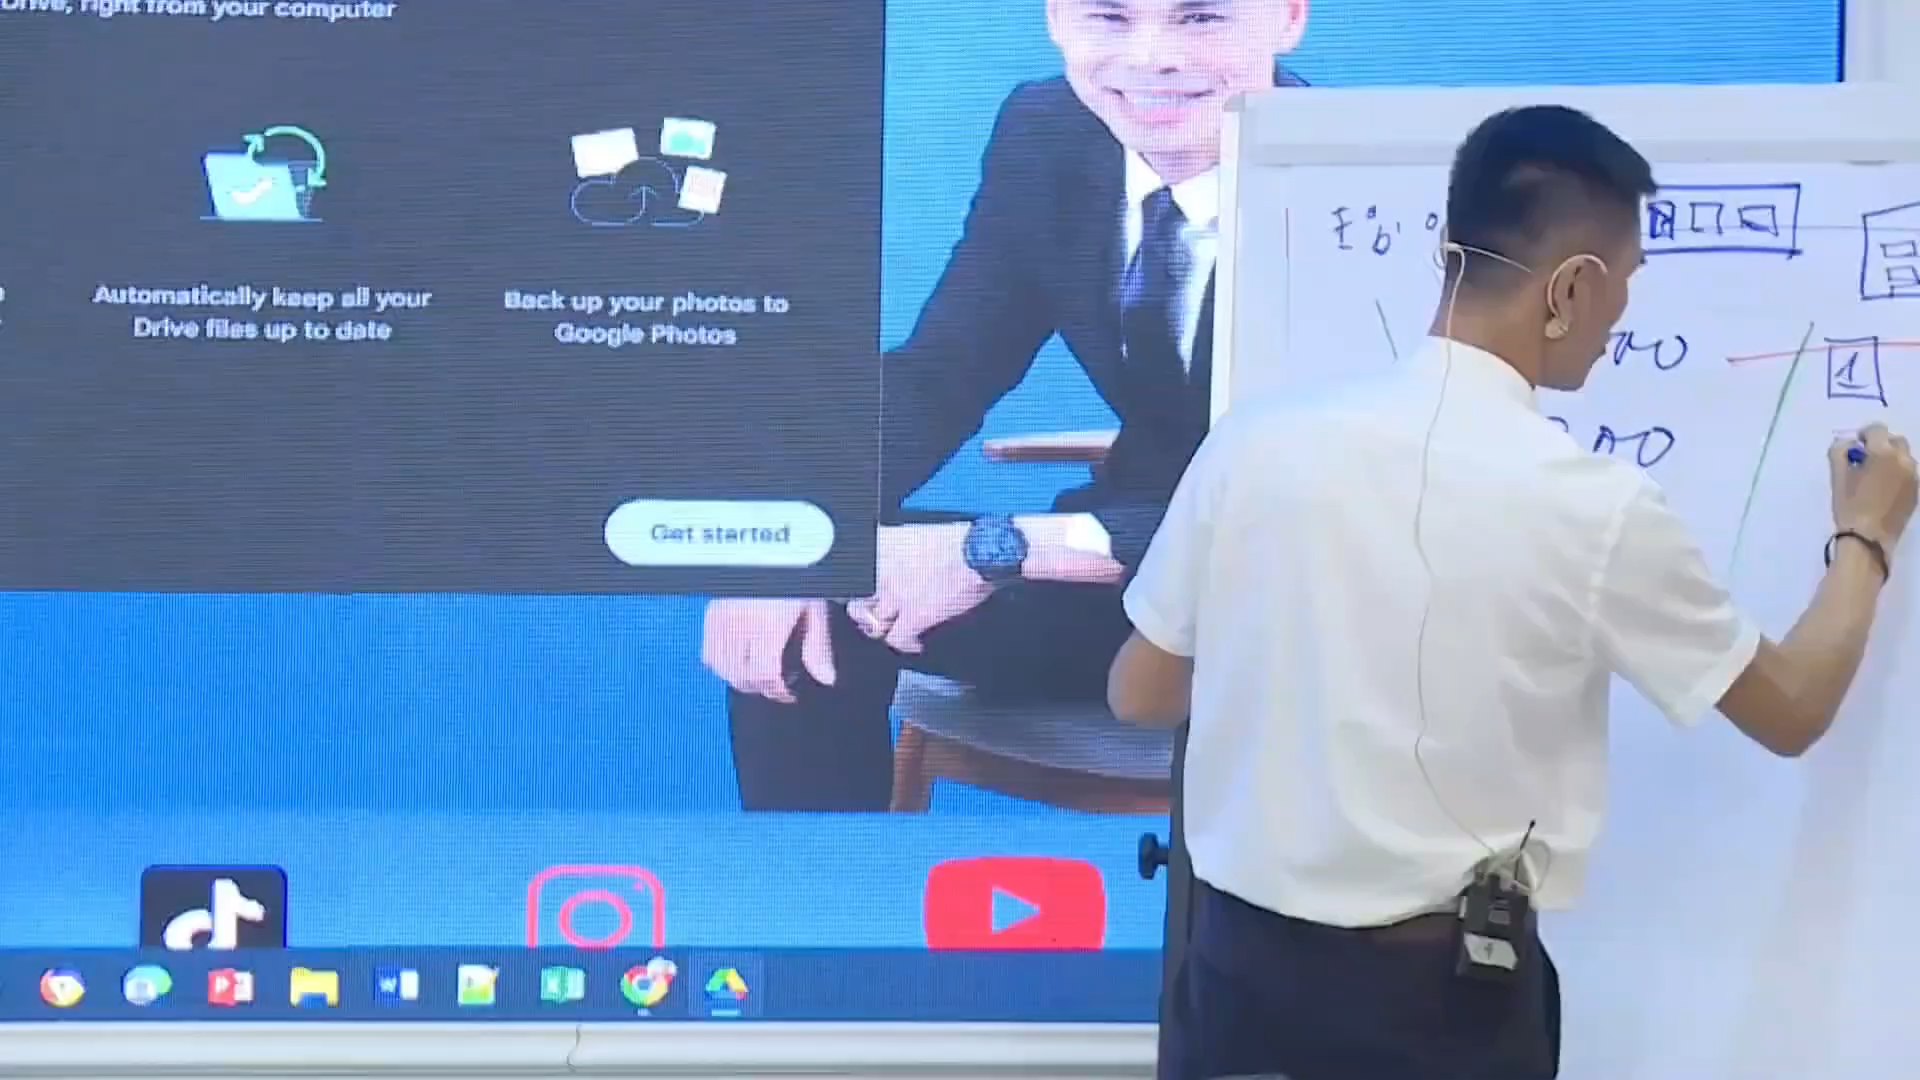 Drive, right from your computer
Automatically keep all your
Drive files up to date
Back up your photos to
Google Photos
Get started
1